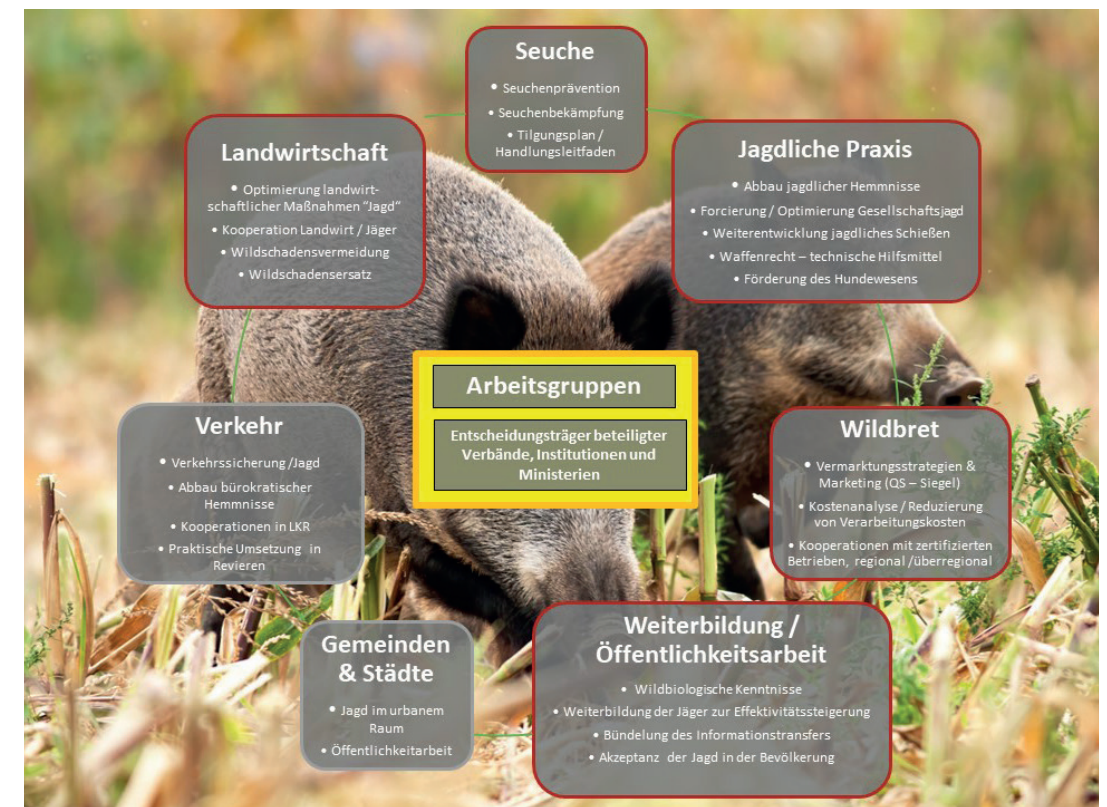 Seuche
• Seuchenprävention
• Seuchenbekämpfung
• Tilgungsplan /
Handlungsleitfaden
Landwirtschaft
• Optimierung landwirt-
schaftlicher Maßnahmen "Jagd"
• Kooperation Landwirt / Jäger
• Wildschadensvermeidung
• Wildschadensersatz
Jagdliche Praxis
• Abbau jagdlicher Hemmnisse
• Forcierung / Optimierung Gesellschaftsjagd
• Weiterentwicklung jagdliches Schießen
• Waffenrecht – technische Hilfsmittel
• Förderung des Hundewesens
Arbeitsgruppen
Entscheidungsträger beteiligter
Verbände, Institutionen und
Ministerien
Verkehr
• Verkehrssicherung /Jagd
• Abbau bürokratischer
Hemmnisse
• Kooperationen in LKR
• Praktische Umsetzung in
Revieren
Wildbret
• Vermarktungsstrategien &
Marketing (QS – Siegel)
• Kostenanalyse / Reduzierung
von Verarbeitungskosten
• Kooperationen mit zertifizierten
Betrieben, regional /überregional
Gemeinden
& Städte
• Jagd im urbanem
Raum
• Öffentlichkeitarbeit
Weiterbildung /
Öffentlichkeitsarbeit
• Wildbiologische Kenntnisse
• Weiterbildung der Jäger zur Effektivitätssteigerung
• Bündelung des Informationstransfers
• Akzeptanz der Jagd in der Bevölkerung